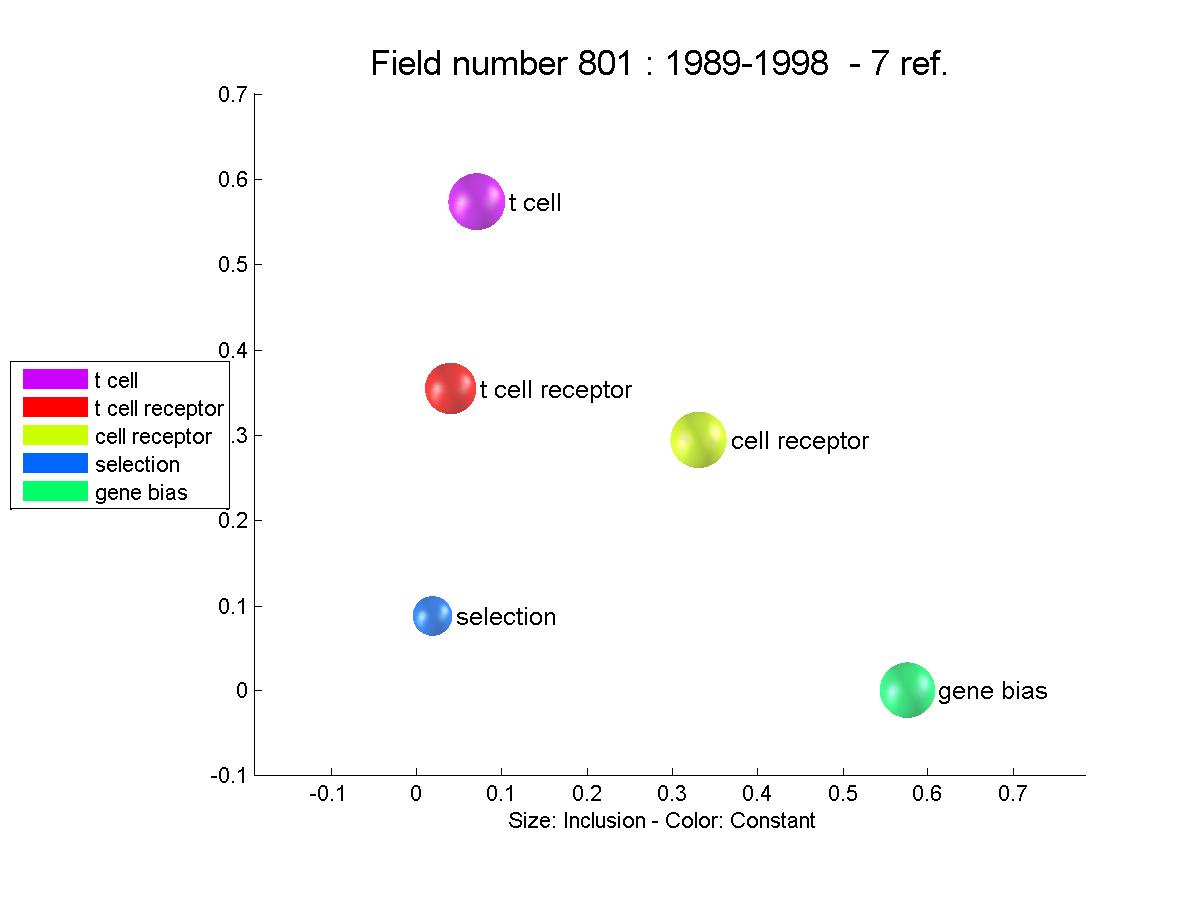 Field number 801 : 1989-1998 - 7 ref.
0.7
0.6
t cell
0.5
0.4
t cell
t cell receptor
t cell receptor
cell receptor
.3
cell receptor
selection
gene bias
0.2
0.1
selection
0
gene bias
-0.1
-0.1 0 0.1 0.2 0.3 0.4 0.5 0.6 0.7
Size: Inclusion - Color: Constant